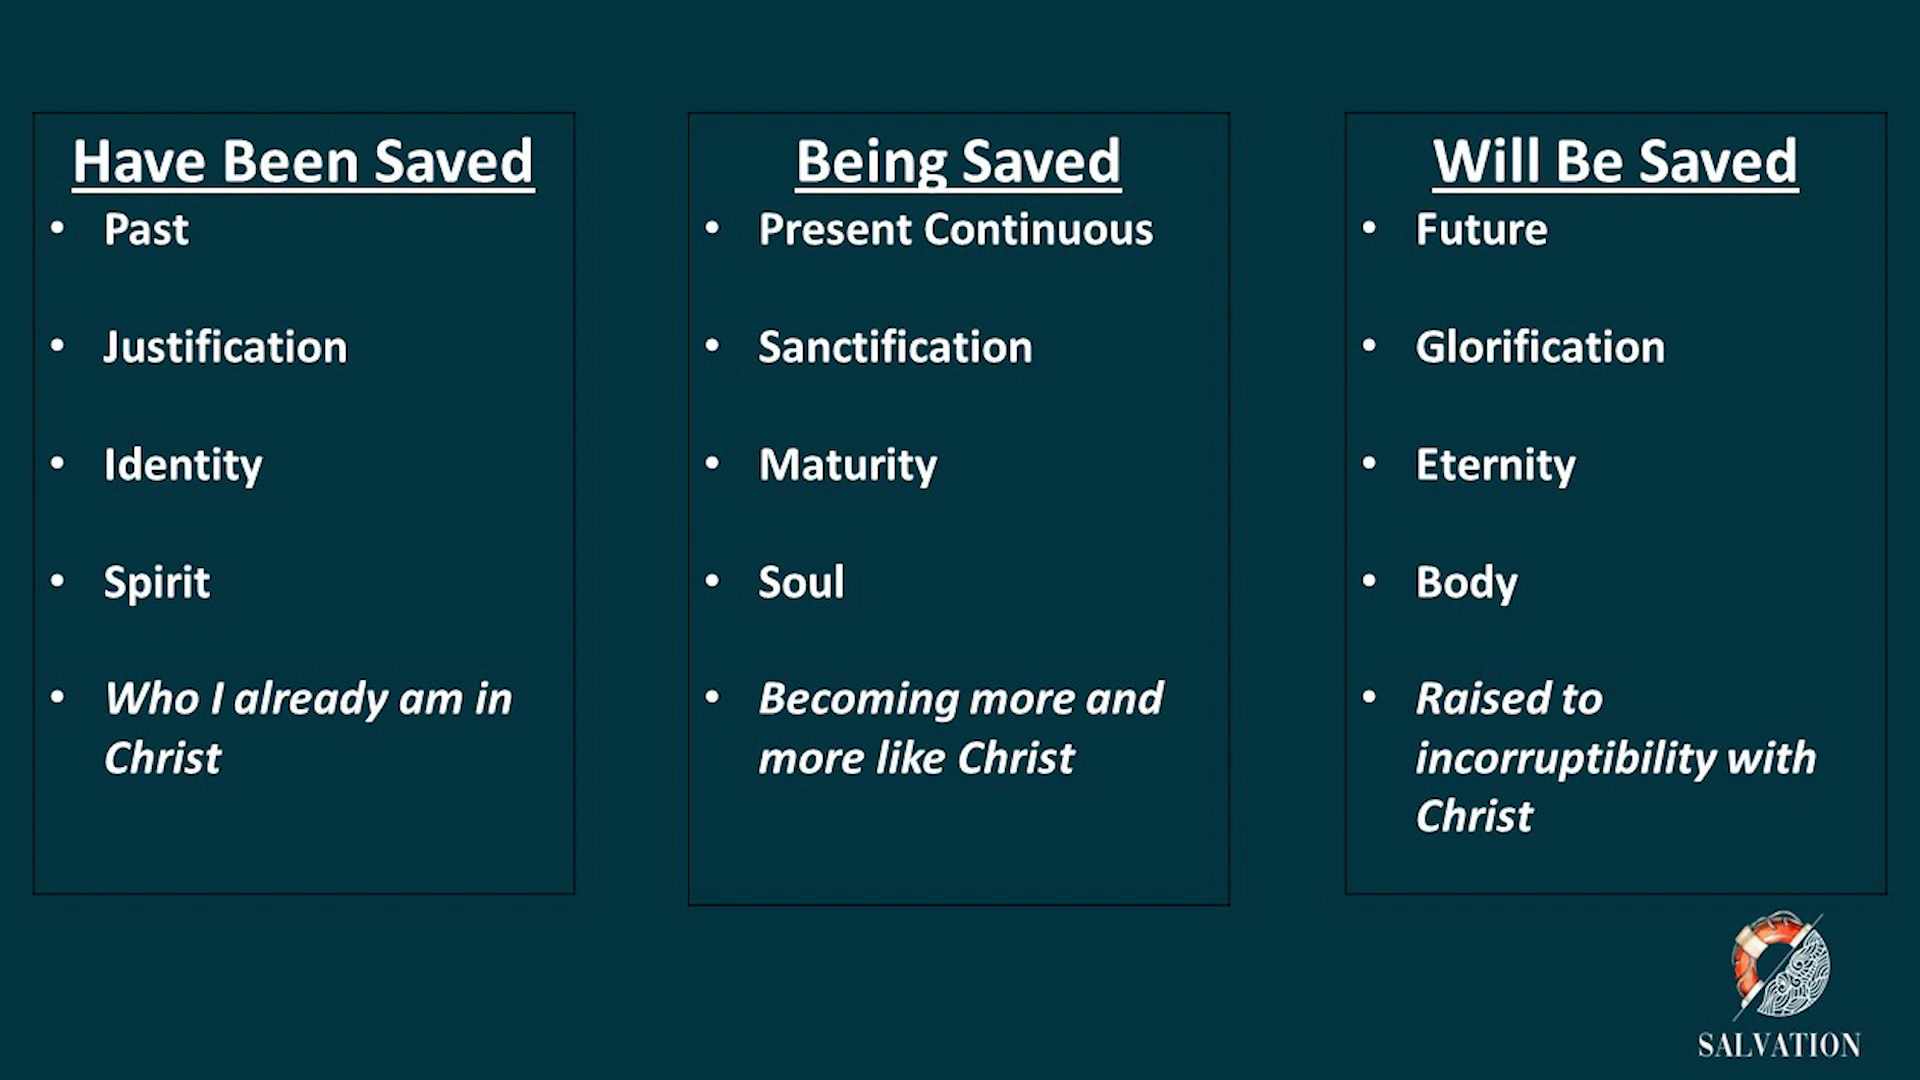 Have Been Saved
• Past
• Justification
• Identity
• Spirit
• Who I already am in
Christ
Being Saved
• Present Continuous
• Sanctification
• Maturity
• Soul
• Becoming more and
more like Christ
Will Be Saved
• Future
• Glorification
• Eternity
• Body
• Raised to
incorruptibility with
Christ
SALVATION